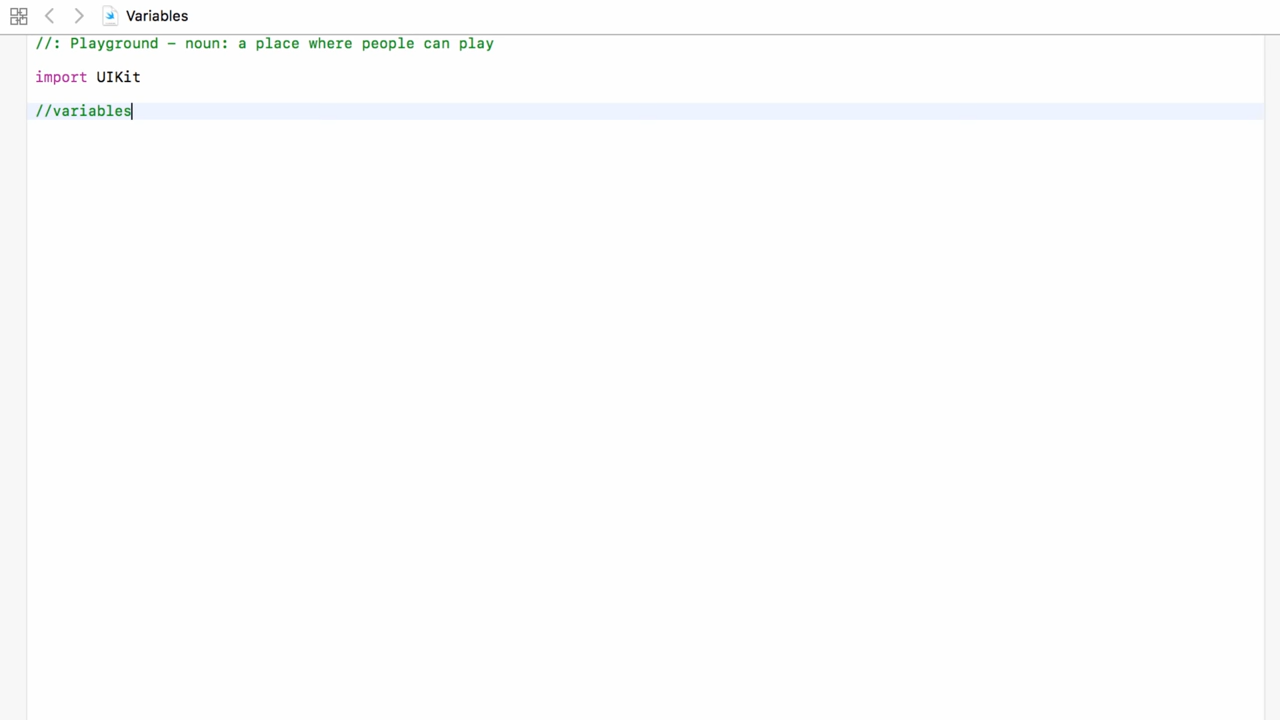 Variables
//: Playground - noun: a place where people can play
import UIKit
//variables